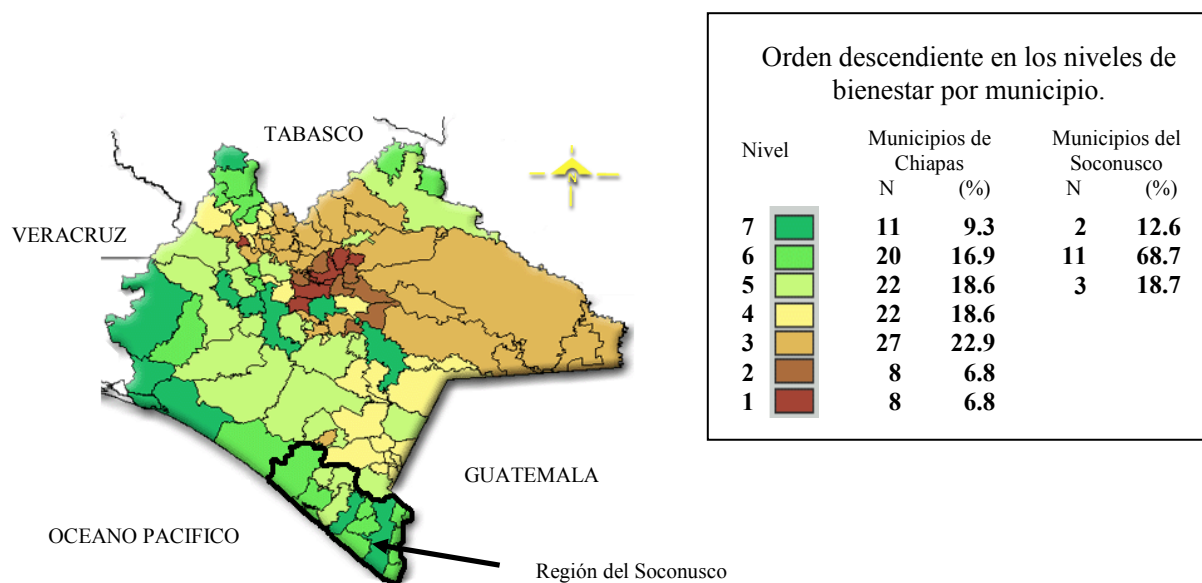 TABASCO
N
VERACRUZ
GUATEMALA
OCEANO PACIFICO
Región del Soconusco
Orden descendiente en los niveles de
bienestar por municipio.
Nivel Municipios de Municipios del
Chiapas Soconusco
N (%) N (%)
7 11 9.3 2 12.6
6 20 16.9 11 68.7
5 22 18.6 3 18.7
4 22 18.6
3 27 22.9
2 8 6.8
1 8 6.8